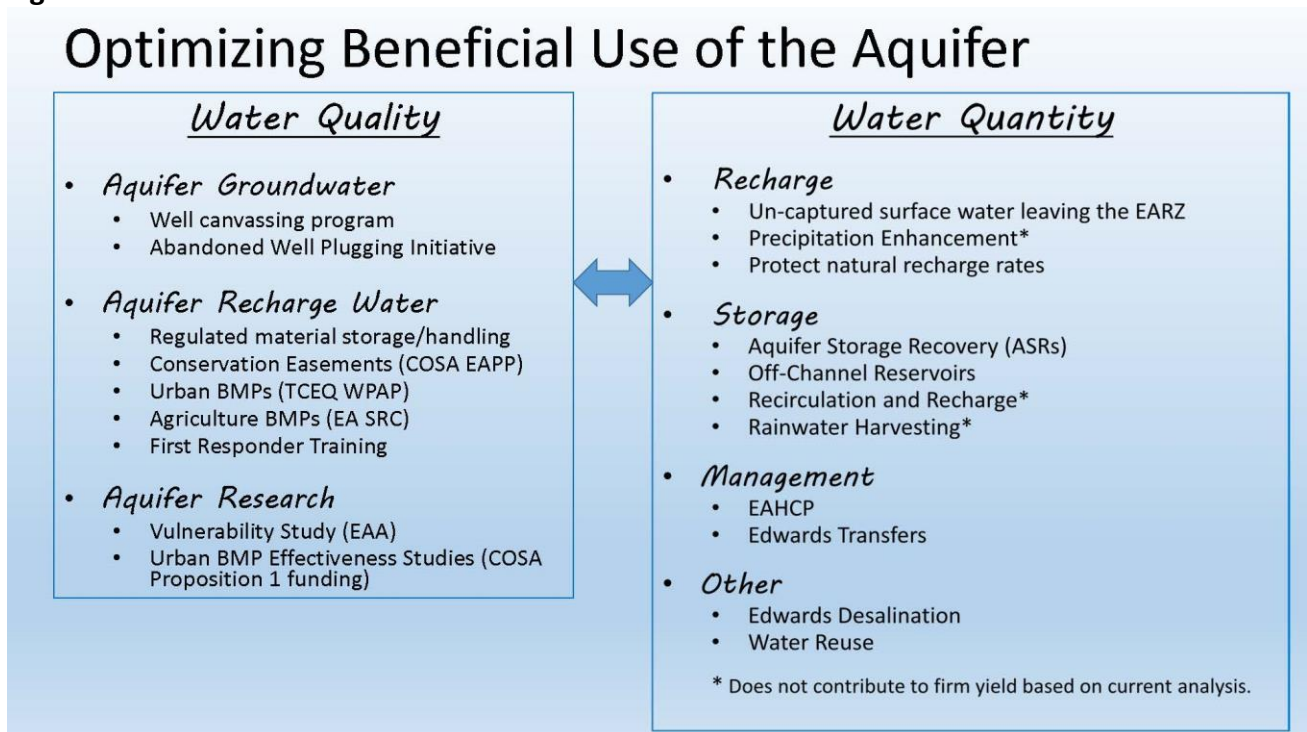 Optimizing Beneficial Use of the Aquifer
Water Quality
• Aquifer Groundwater
• Well canvassing program
• Abandoned Well Plugging Initiative
• Aquifer Recharge Water
• Regulated material storage/handling
• Conservation Easements (COSA EAPP)
• Urban BMPs (TCEQ WPAP)
• Agriculture BMPs (EA SRC)
• First Responder Training
• Aquifer Research
• Vulnerability Study (EAA)
• Urban BMP Effectiveness Studies (COSA
Proposition 1 funding)
Water Quantity
• Recharge
• Un-captured surface water leaving the EARZ
• Precipitation Enhancement*
• Protect natural recharge rates
• Storage
• Aquifer Storage Recovery (ASRs)
• Off-Channel Reservoirs
• Recirculation and Recharge*
• Rainwater Harvesting*
• Management
• EAHCP
• Edwards Transfers
• Other
• Edwards Desalination
• Water Reuse
* Does not contribute to firm yield based on current analysis.